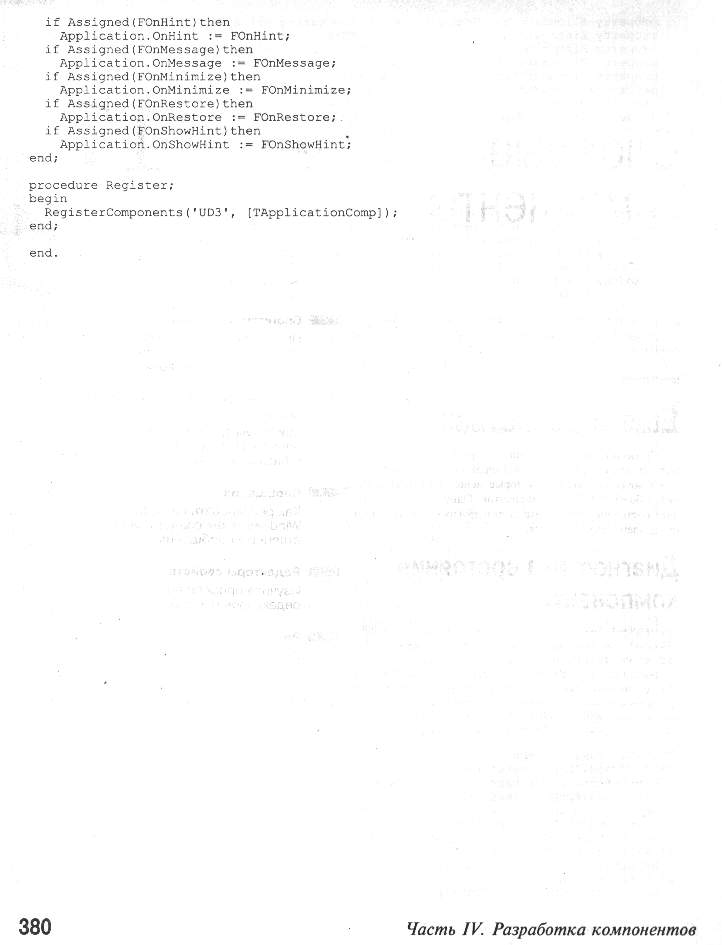 if Assigned(FOnHint)then
Application.OnHint := FOnHint;
if Assigned(FOnMessage)then
Application.OnMessage := FOnMessage;
if Assigned(FOnMinimize)then
Application.OnMinimize := FOnMinimize;
if Assigned(FOnRestore)then
Application.OnRestore := FOnRestore;
if Assigned(FOnShowHint)then
Application.OnShowHint := FOnShowHint;
end;
procedure Register;
begin
RegisterComponents('UD3', [TApplicationComp]);
end;
end.
380 Часть IV. Разработка компонентов